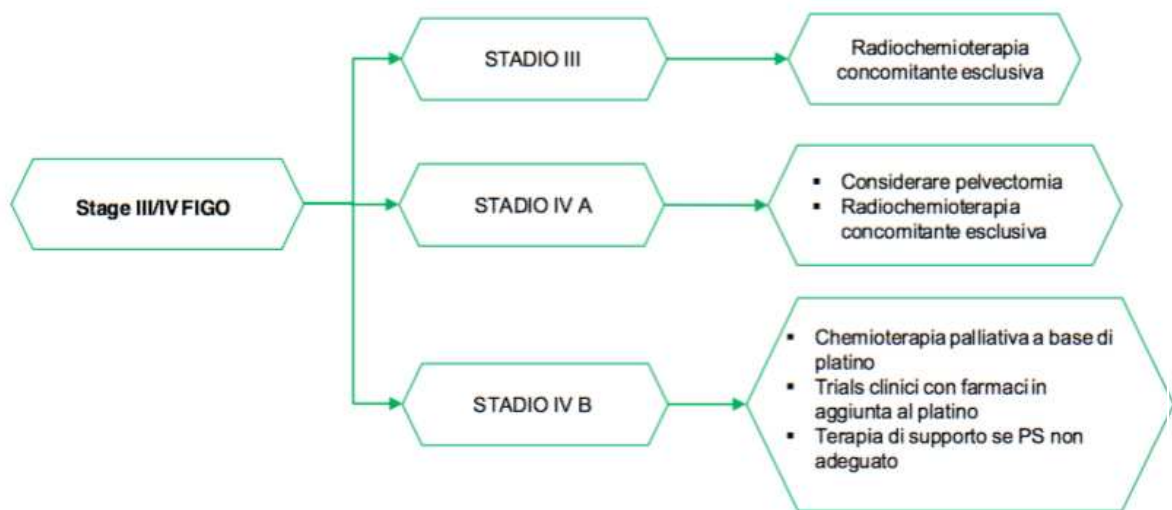 STADIO III
Radiochemioterapia
concomitante esclusiva
Stage III/IV FIGO
STADIO IV A
▪ Considerare pelvectomia
▪ Radiochemioterapia
concomitante esclusiva
STADIO IV B
▪ Chemioterapia palliativa a base di
platino
▪ Trials clinici con farmaci in
aggiunta al platino
▪ Terapia di supporto se PS non
adeguato